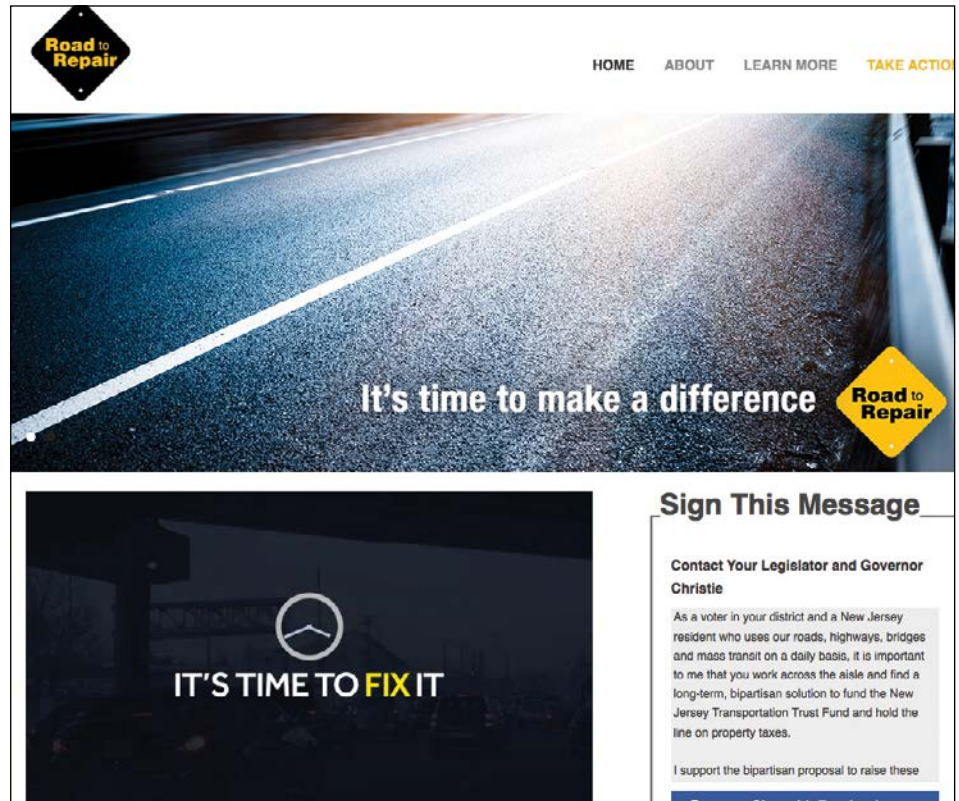 Road to
Repair
HOME ABOUT LEARN MORE TAKE ACTIO
It's time to make a difference
Road to
Repair
IT'S TIME TO FIX IT
Sign This Message
Contact Your Legislator and Governor
Christie
As a voter in your district and a New Jersey
resident who uses our roads, highways, bridges
and mass transit on a daily basis, it is important
to me that you work across the aisle and find a
long-term, bipartisan solution to fund the New
Jersey Transportation Trust Fund and hold the
line on property taxes.
I support the bipartisan proposal to raise these